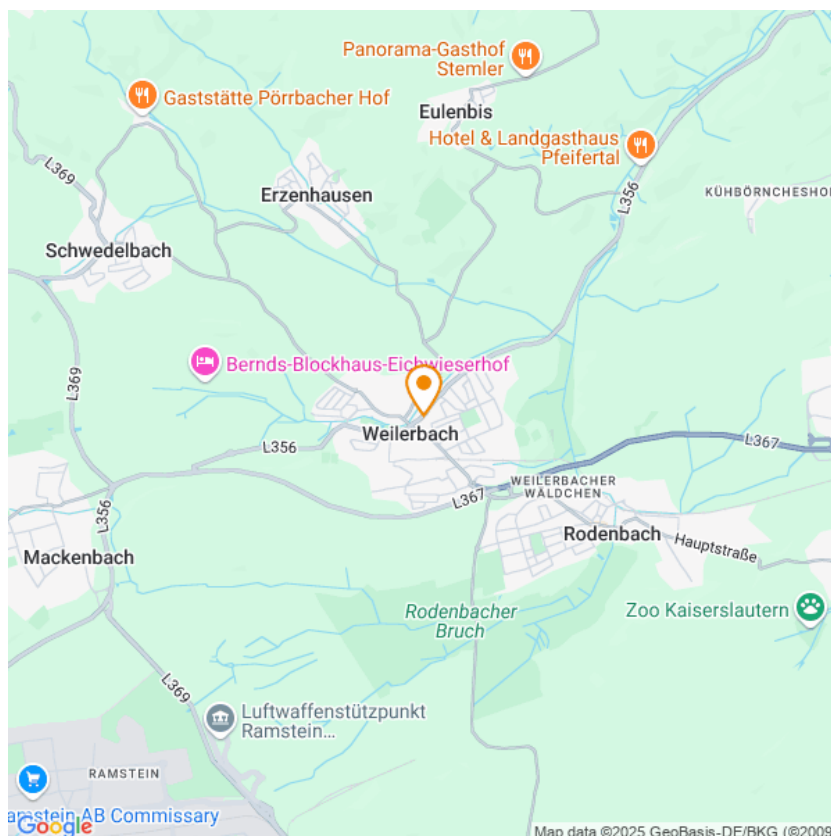 Panorama-Gasthof
Stemler
Gaststätte Pörrbacher Hof
Eulenbis
Hotel & Landgasthaus
Pfeifertal
L369
L356
KÜHBÖRNCHESHOF
Erzenhausen
Schwedelbach
L369
Bernds-Blockhaus-Eichwieserhof
Weilerbach
L356
L367
L367
WEILERBACHER
WÄLDCHEN
L356
Rodenbach
Hauptstraße
Mackenbach
Rodenbacher
Bruch
Zoo Kaiserslautern
L369
Luftwaffenstützpunkt
Ramstein...
RAMSTEIN
amstein AB Commissary
Google
Map data ©2025 GeoBasis-DE/BKG (©2009